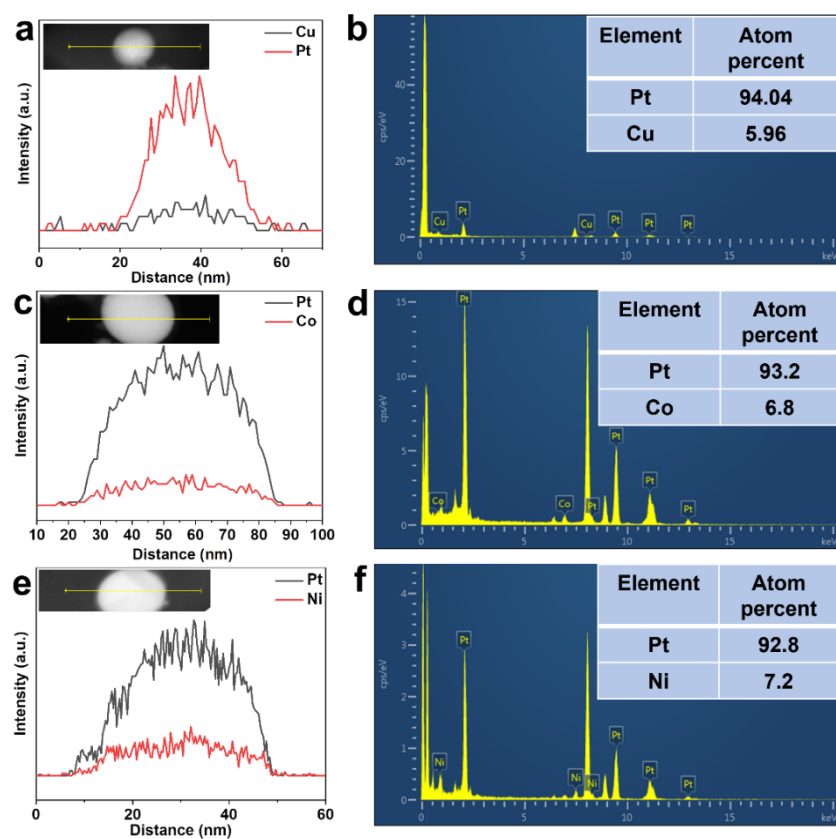 a
Cu
Pt
Intensity (a.u.)
0 20 40 60
Distance (nm)
b
cps/eV
40
20
0
0 5 10 15 keV
Cu Pt Cu Pt Pt Pt
Element Atom percent
Pt 94.04
Cu 5.96
c
Pt
Co
Intensity (a.u.)
10 20 30 40 50 60 70 80 90 100
Distance (nm)
d
cps/eV
15
10
5
0
0 5 10 15 keV
Co Pt Co Pt Pt Pt Pt
Element Atom percent
Pt 93.2
Co 6.8
e
Pt
Ni
Intensity (a.u.)
0 20 40 60
Distance (nm)
f
cps/eV
4
3
2
1
0
0 5 10 15 keV
Ni Pt Ni Ni Pt Pt Pt
Element Atom percent
Pt 92.8
Ni 7.2